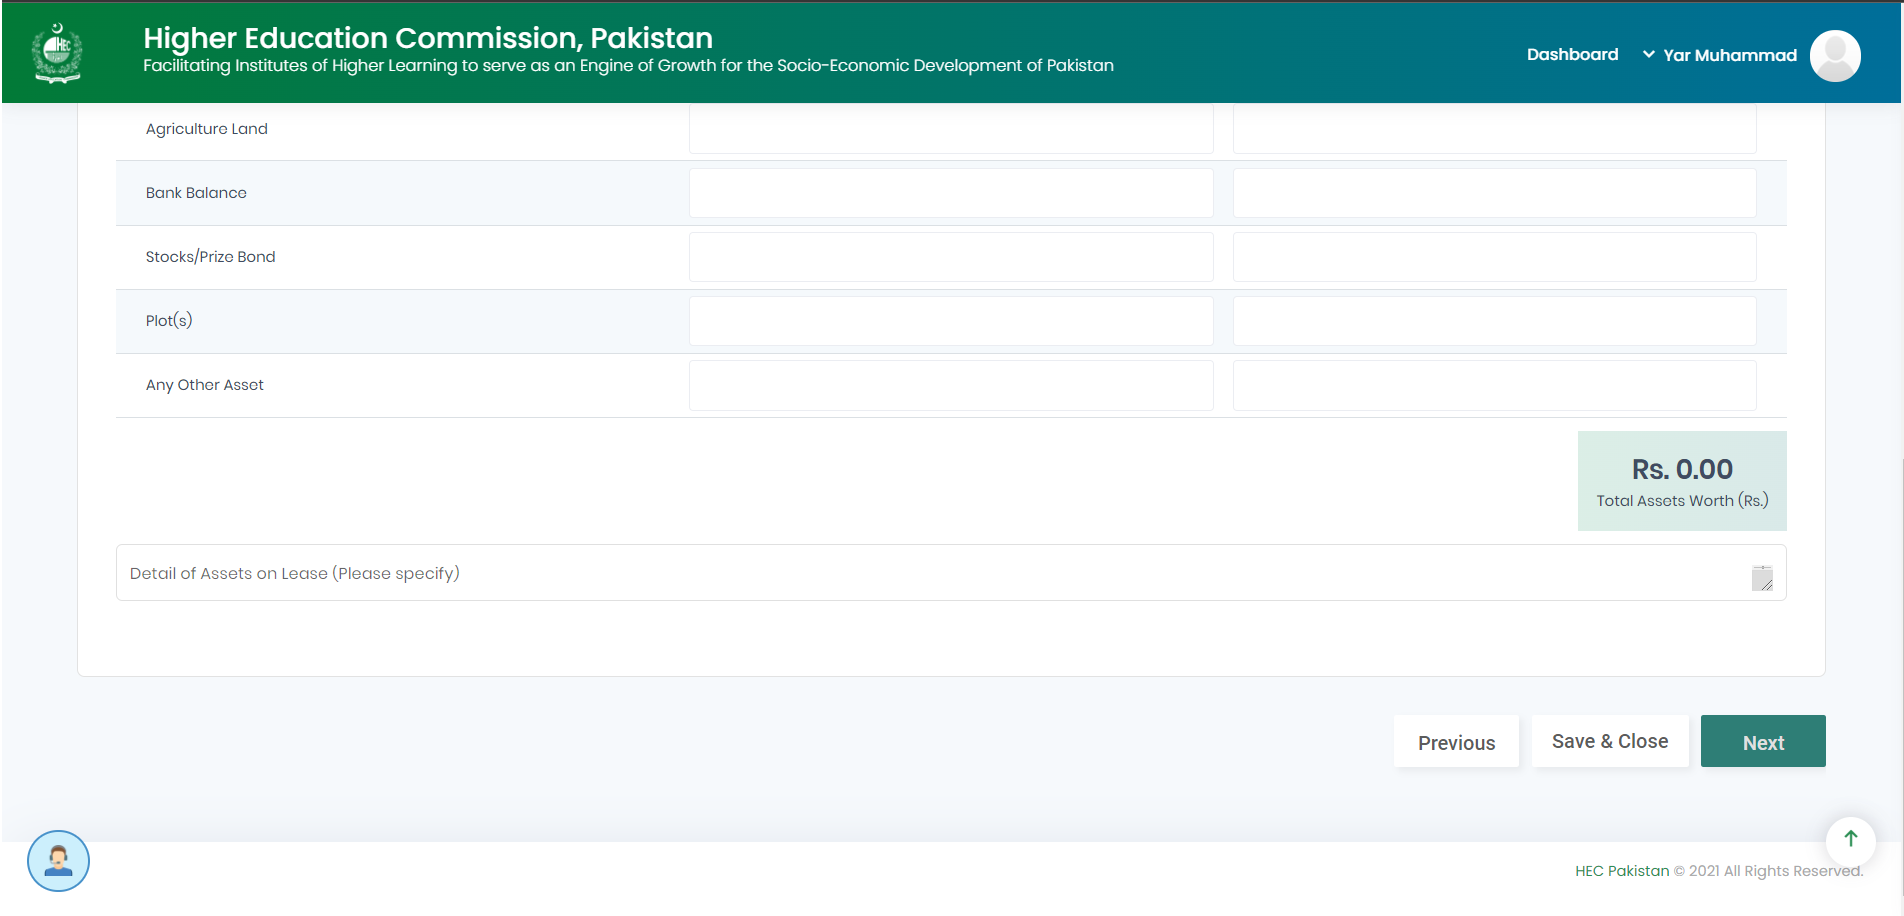 HEC
Higher Education Commission, Pakistan
Facilitating Institutes of Higher Learning to serve as an Engine of Growth for the Socio-Economic Development of Pakistan
Dashboard
Yar Muhammad
Agriculture Land
Bank Balance
Stocks/Prize Bond
Plot(s)
Any Other Asset
Rs. 0.00
Total Assets Worth (Rs.)
Detail of Assets on Lease (Please specify)
Previous
Save & Close
Next
HEC Pakistan © 2021 All Rights Reserved.